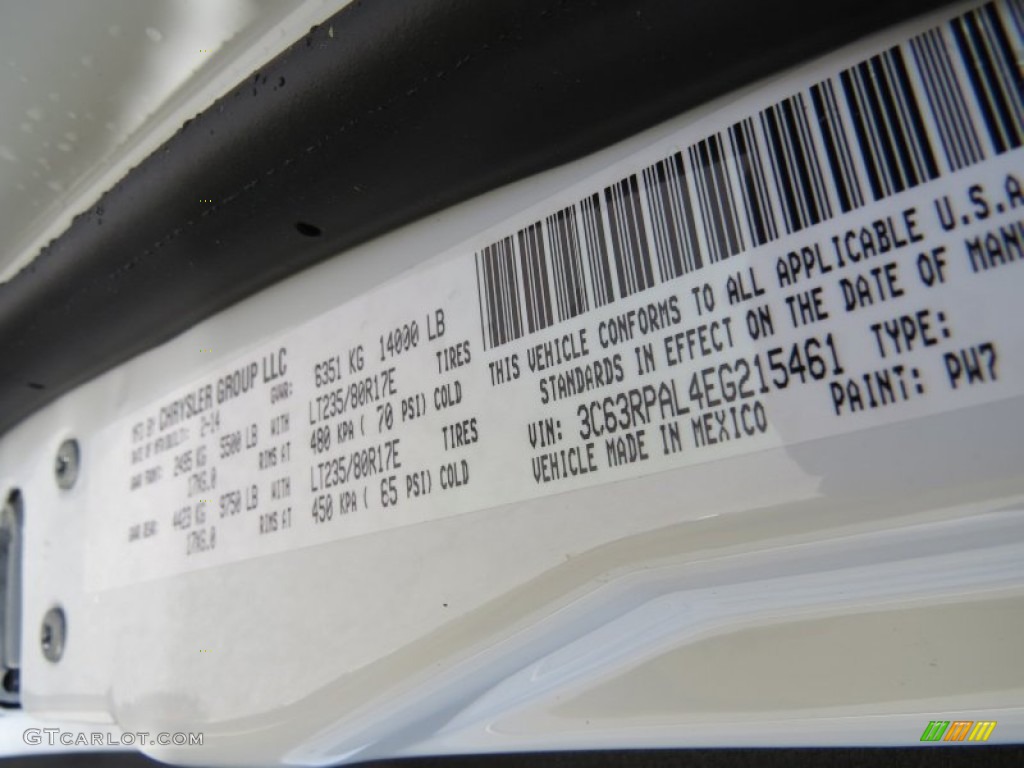 MFD BY CHRYSLER GROUP LLC
DATE OF MFR/MOBILITY: 2-14 GVWR: 6351 KG 14000 LB
GAWR FRONT: 2495 KG 5500 LB WITH LT235/80R17E TIRES
17X6.0 RIMS AT 480 KPA ( 70 PSI) COLD
GAWR REAR: 4423 KG 9750 LB WITH LT235/80R17E TIRES
17X6.0 RIMS AT 450 KPA ( 65 PSI) COLD
THIS VEHICLE CONFORMS TO ALL APPLICABLE U.S.A
STANDARDS IN EFFECT ON THE DATE OF MANU
VIN: 3C63RPAL4EG215461 TYPE:
VEHICLE MADE IN MEXICO PAINT: PW7
GTCARLOT.COM